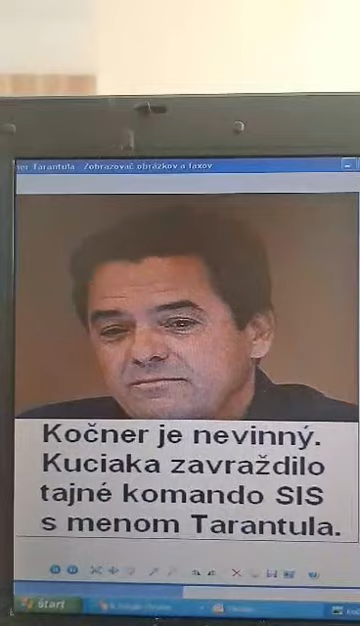 Tarantula - Zobrazovač obrázkov a faxov
Kočner je nevinný.
Kuciaka zavraždilo
tajné komando SIS
s menom Tarantula.
Štart